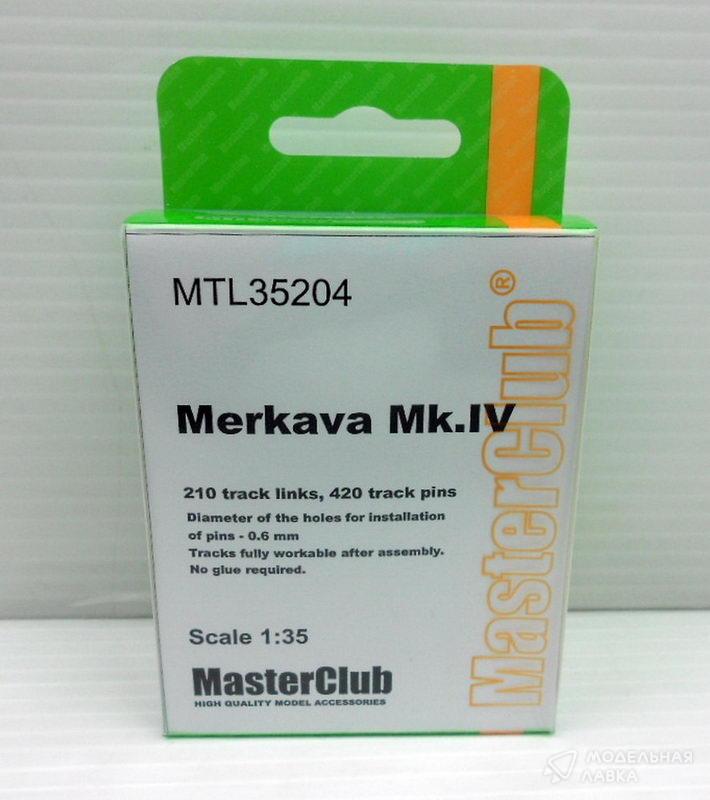 MTL35204
Merkava Mk.IV
210 track links, 420 track pins
Diameter of the holes for installation
of pins - 0.6 mm
Tracks fully workable after assembly.
No glue required.
Scale 1:35
MasterClub
HIGH QUALITY MODEL ACCESSORIES
MasterClub®
МОДЕЛЬНАЯ
ЛАВКА